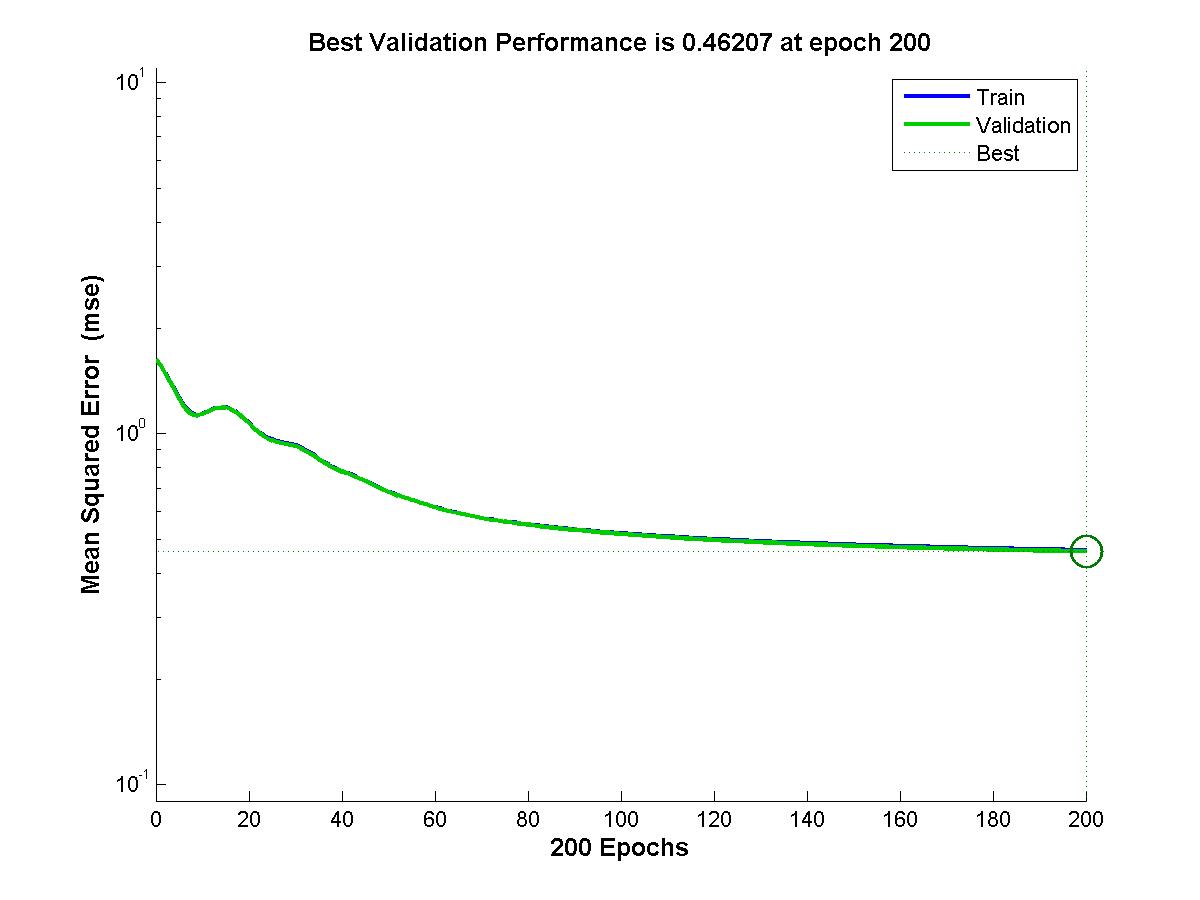 Best Validation Performance is 0.46207 at epoch 200
10^1
Train
Validation
Best
Mean Squared Error (mse)
10^0
10^-1
0 20 40 60 80 100 120 140 160 180 200
200 Epochs